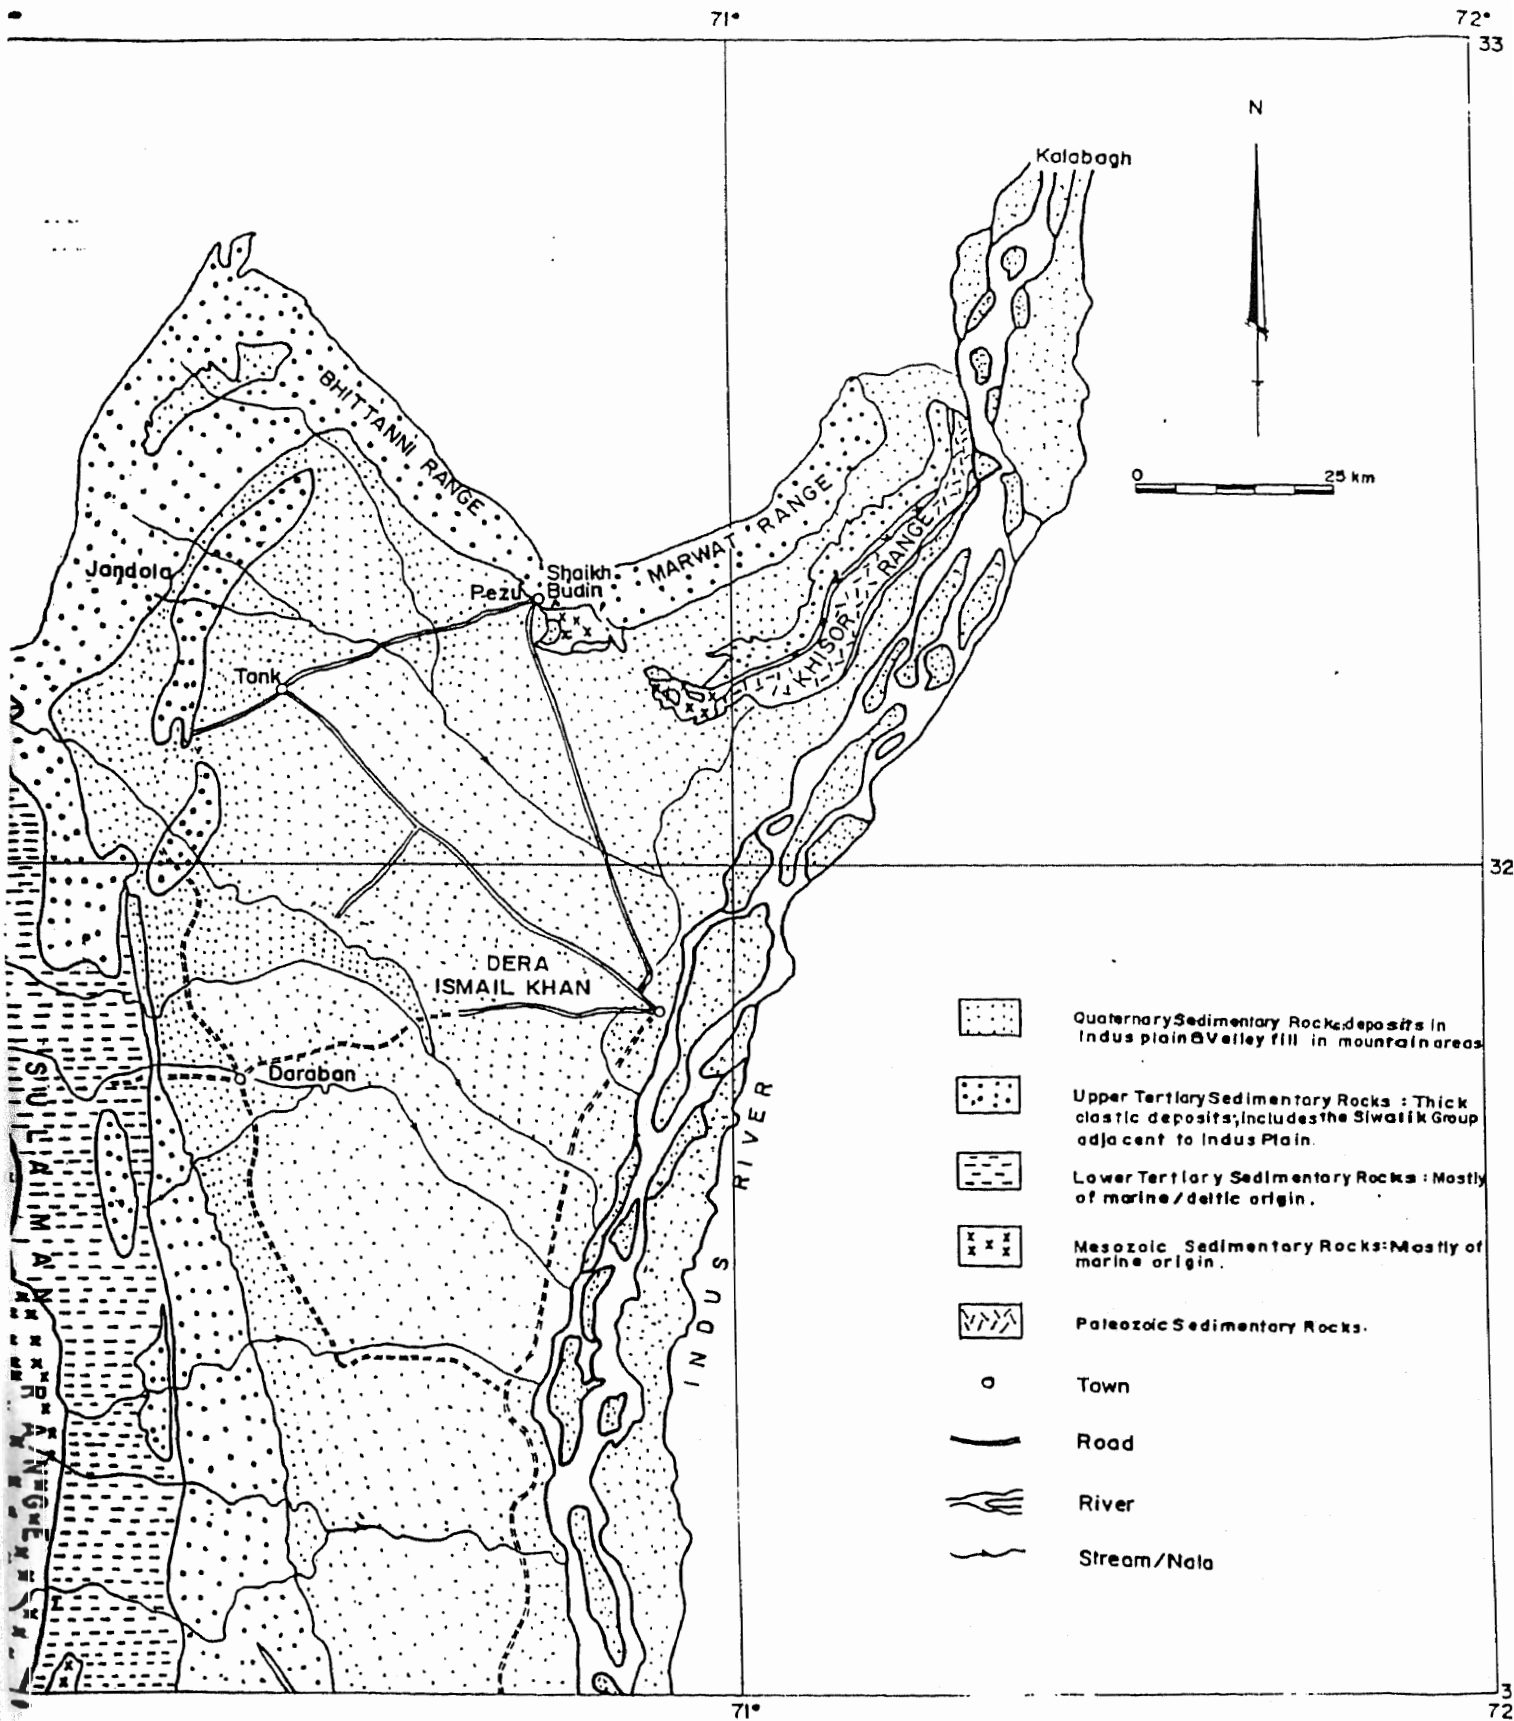 71°
72°
33
N
Kalabagh
BHITTANNI RANGE
0
25 km
MARWAT RANGE
KHISOR RANGE
Jandola
Shaikh
Budin
Pezu
Tank
32
DERA
ISMAIL KHAN
Daraban
SULAIMAN RANGE
INDUS RIVER
Quaternary Sedimentary Rocks:deposits in
Indus plain & Valley fill in mountain areas
Upper Tertiary Sedimentary Rocks : Thick
clastic deposits; includes the Siwalik Group
adjacent to Indus Plain.
Lower Tertiary Sedimentary Rocks : Mostly
of marine/deltic origin.
Mesozoic Sedimentary Rocks: Mostly of
marine origin.
Paleozoic Sedimentary Rocks.
Town
Road
River
Stream/Nala
71°
3
72